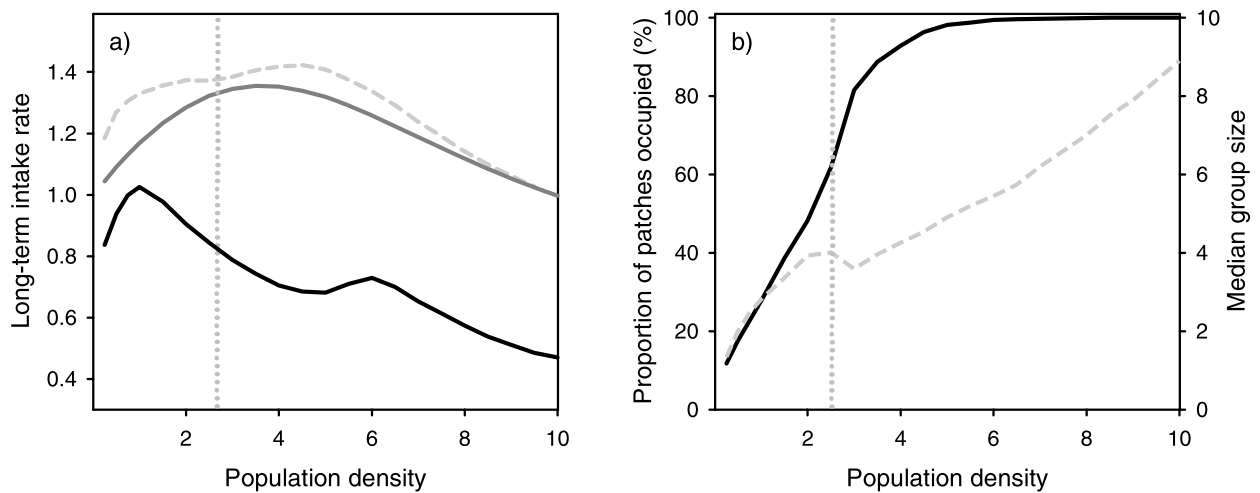 a)
Long-term intake rate
1.4
1.2
1.0
0.8
0.6
0.4
2 4 6 8 10
Population density
b)
Proportion of patches occupied (%)
100
80
60
40
20
0
2 4 6 8 10
Population density
10
8
6
4
2
0
Median group size